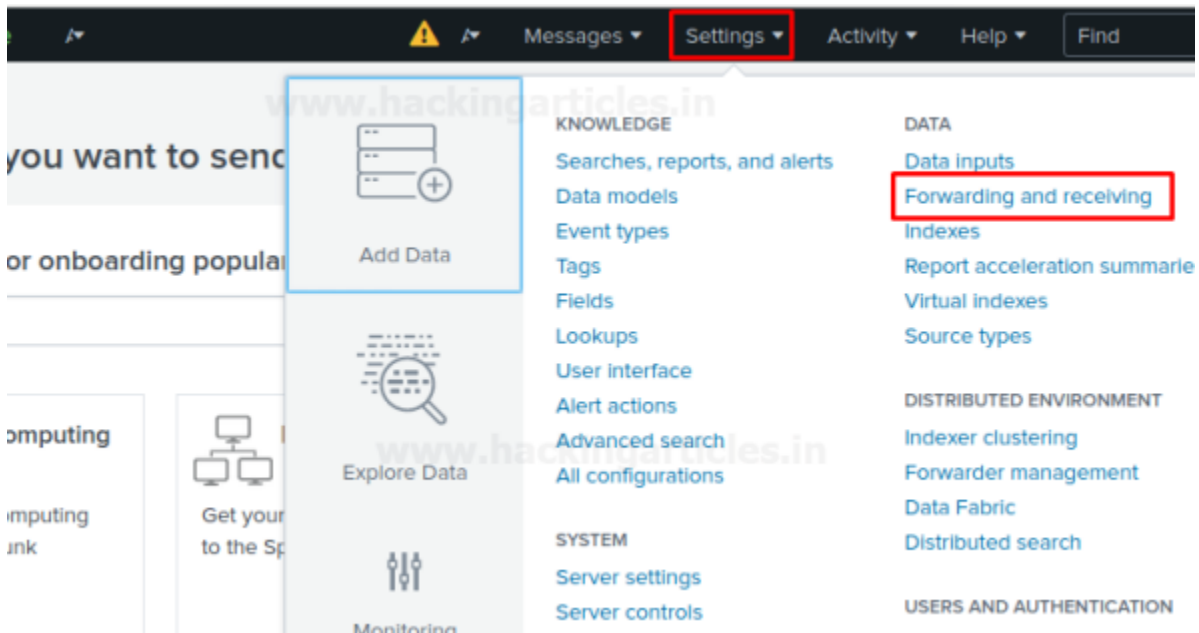 Messages Settings Activity Help Find
www.hackingarticles.in
you want to send
or onboarding popular
omputing
omputing
unk
Get your
to the Sp
Add Data
Explore Data
Monitoring
KNOWLEDGE
Searches, reports, and alerts
Data models
Event types
Tags
Fields
Lookups
User interface
Alert actions
Advanced search
All configurations
www.hackingarticles.in
SYSTEM
Server settings
Server controls
DATA
Data inputs
Forwarding and receiving
Indexes
Report acceleration summarie
Virtual indexes
Source types
DISTRIBUTED ENVIRONMENT
Indexer clustering
Forwarder management
Data Fabric
Distributed search
USERS AND AUTHENTICATION